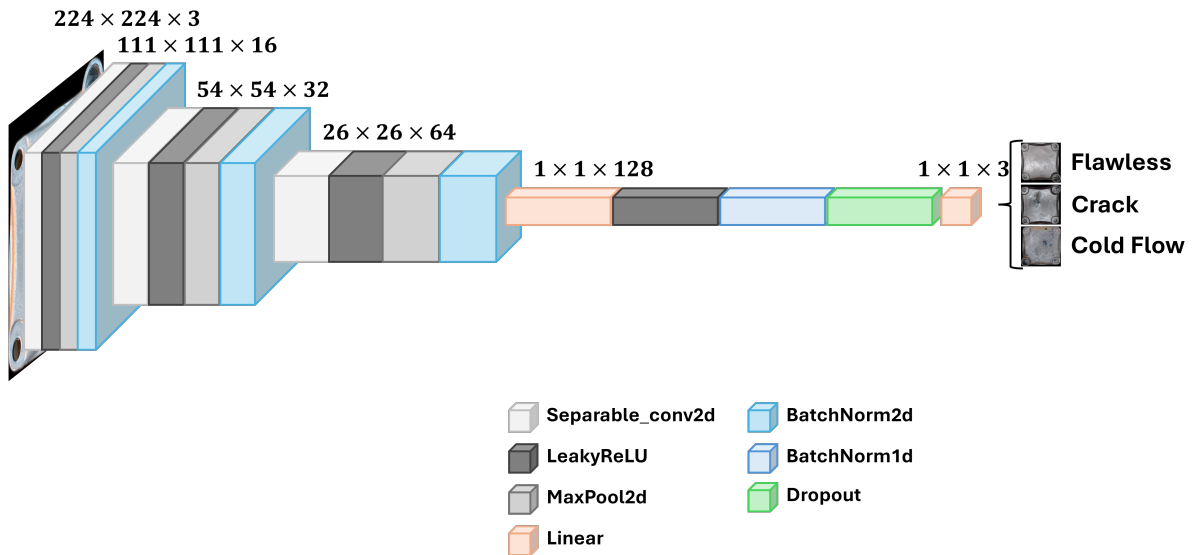 224 × 224 × 3
111 × 111 × 16
54 × 54 × 32
26 × 26 × 64
1 × 1 × 128
1 × 1 × 3
Flawless
Crack
Cold Flow
Separable_conv2d
LeakyReLU
MaxPool2d
Linear
BatchNorm2d
BatchNorm1d
Dropout